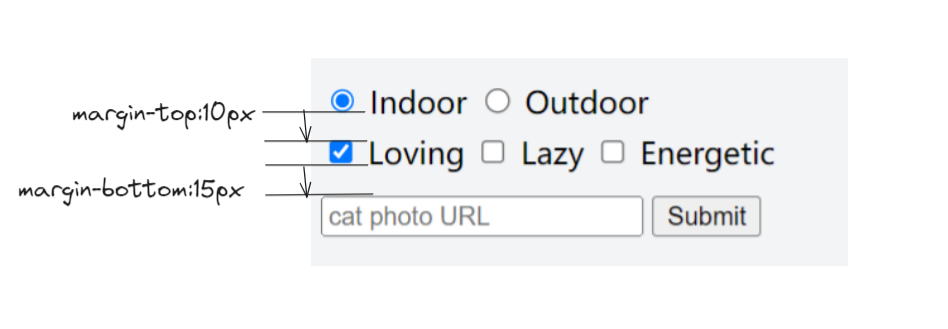 Indoor Outdoor
margin-top:10px
Loving Lazy Energetic
margin-bottom:15px
cat photo URL Submit